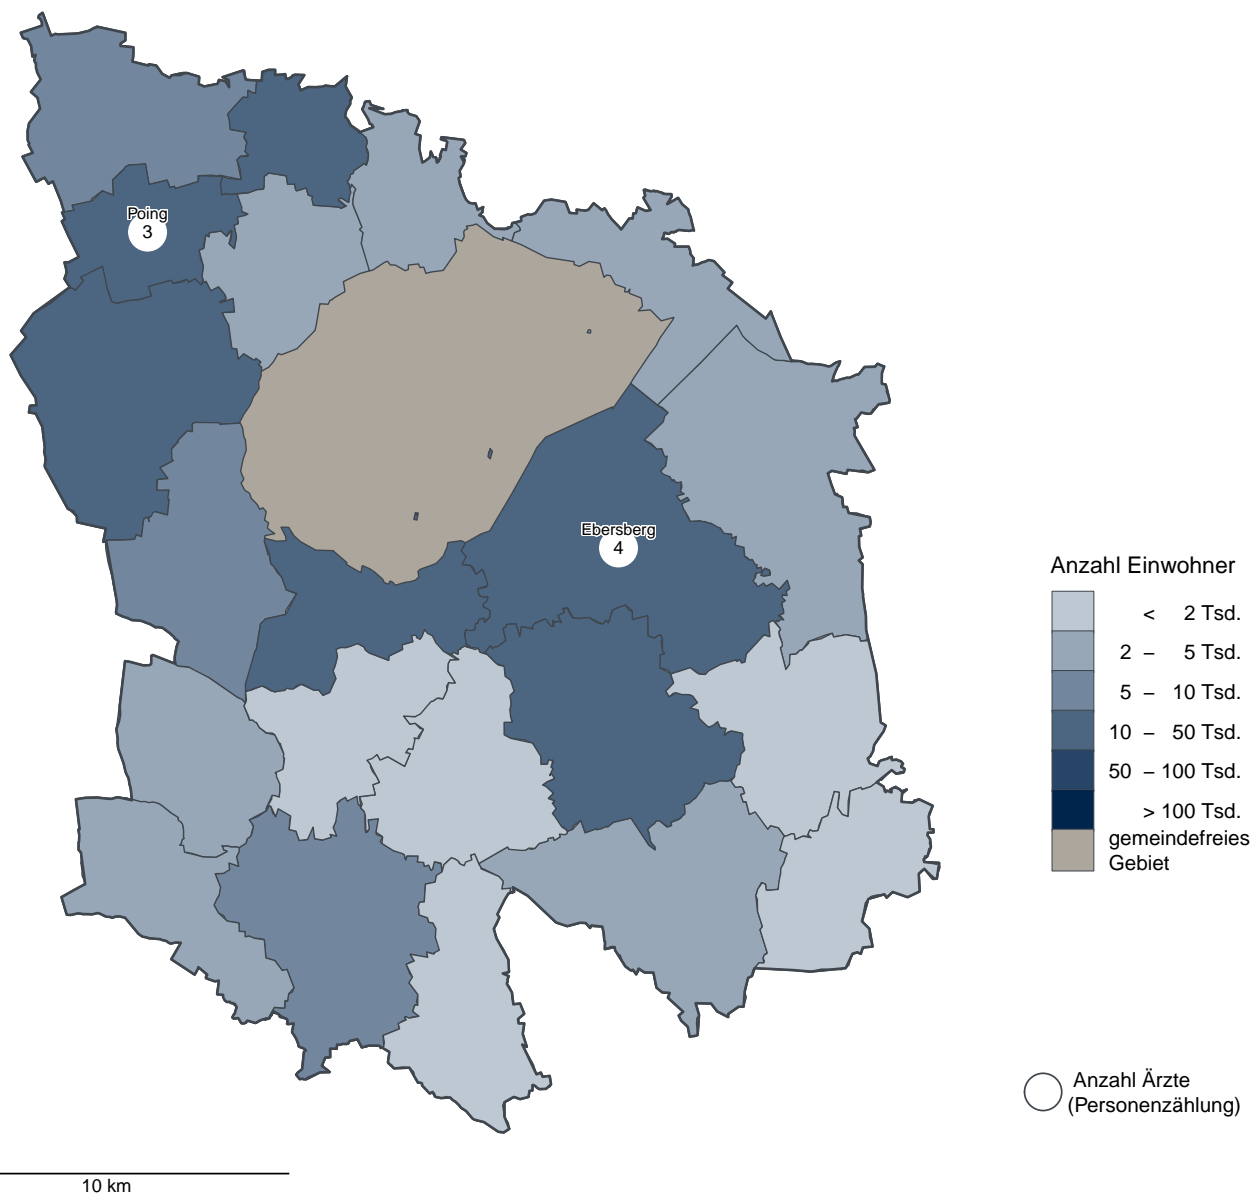 Poing
3
Ebersberg
4
Anzahl Einwohner
< 2 Tsd.
2 – 5 Tsd.
5 – 10 Tsd.
10 – 50 Tsd.
50 – 100 Tsd.
> 100 Tsd.
gemeindefreies
Gebiet
Anzahl Ärzte
(Personenzählung)
10 km